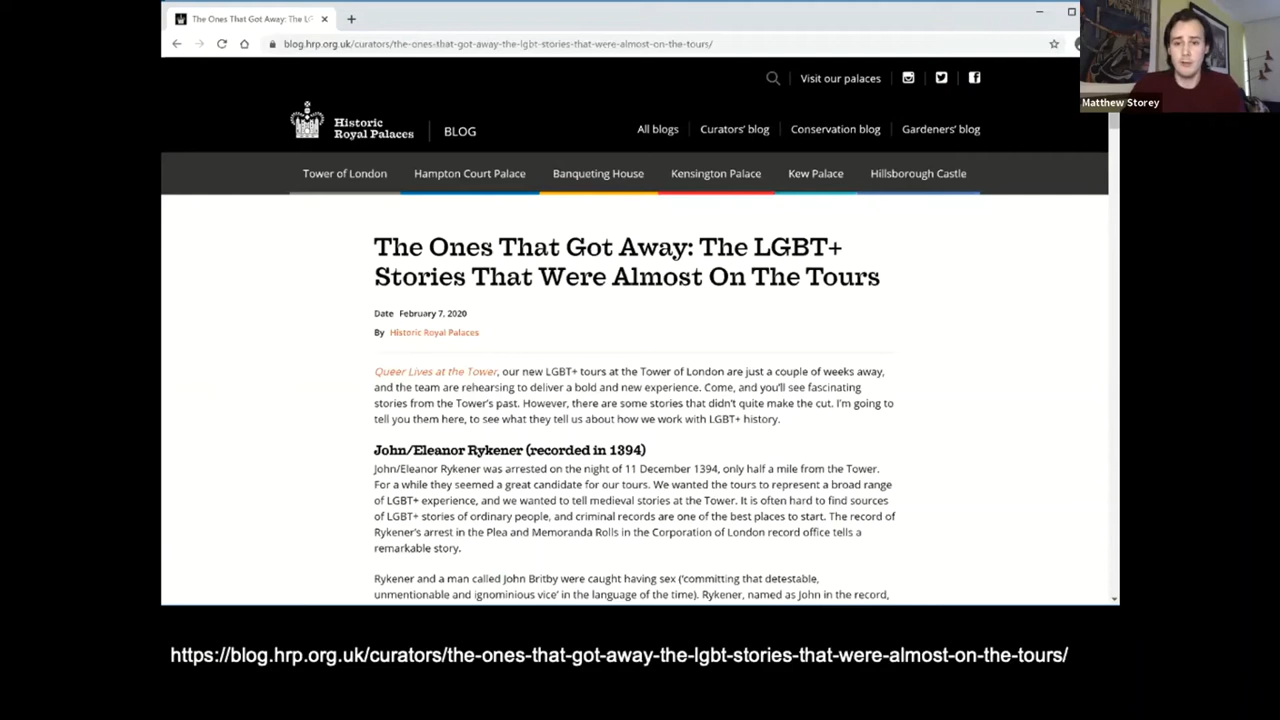 The Ones That Got Away: The LG
blog.hrp.org.uk/curators/the-ones-that-got-away-the-lgbt-stories-that-were-almost-on-the-tours/
Visit our palaces
Matthew Storey
Historic
Royal Palaces
BLOG
All blogs Curators' blog Conservation blog Gardeners' blog
Tower of London Hampton Court Palace Banqueting House Kensington Palace Kew Palace Hillsborough Castle
The Ones That Got Away: The LGBT+
Stories That Were Almost On The Tours
Date February 7, 2020
By Historic Royal Palaces
Queer Lives at the Tower, our new LGBT+ tours at the Tower of London are just a couple of weeks away,
and the team are rehearsing to deliver a bold and new experience. Come, and you'll see fascinating
stories from the Tower's past. However, there are some stories that didn't quite make the cut. I'm going to
tell you them here, to see what they tell us about how we work with LGBT+ history.
John/Eleanor Rykener (recorded in 1394)
John/Eleanor Rykener was arrested on the night of 11 December 1394, only half a mile from the Tower.
For a while they seemed a great candidate for our tours. We wanted the tours to represent a broad range
of LGBT+ experience, and we wanted to tell medieval stories at the Tower. It is often hard to find sources
of LGBT+ stories of ordinary people, and criminal records are one of the best places to start. The record of
Rykener's arrest in the Plea and Memoranda Rolls in the Corporation of London record office tells a
remarkable story.
Rykener and a man called John Britby were caught having sex ('committing that detestable,
unmentionable and ignominious vice' in the language of the time). Rykener, named as John in the record,
https://blog.hrp.org.uk/curators/the-ones-that-got-away-the-lgbt-stories-that-were-almost-on-the-tours/